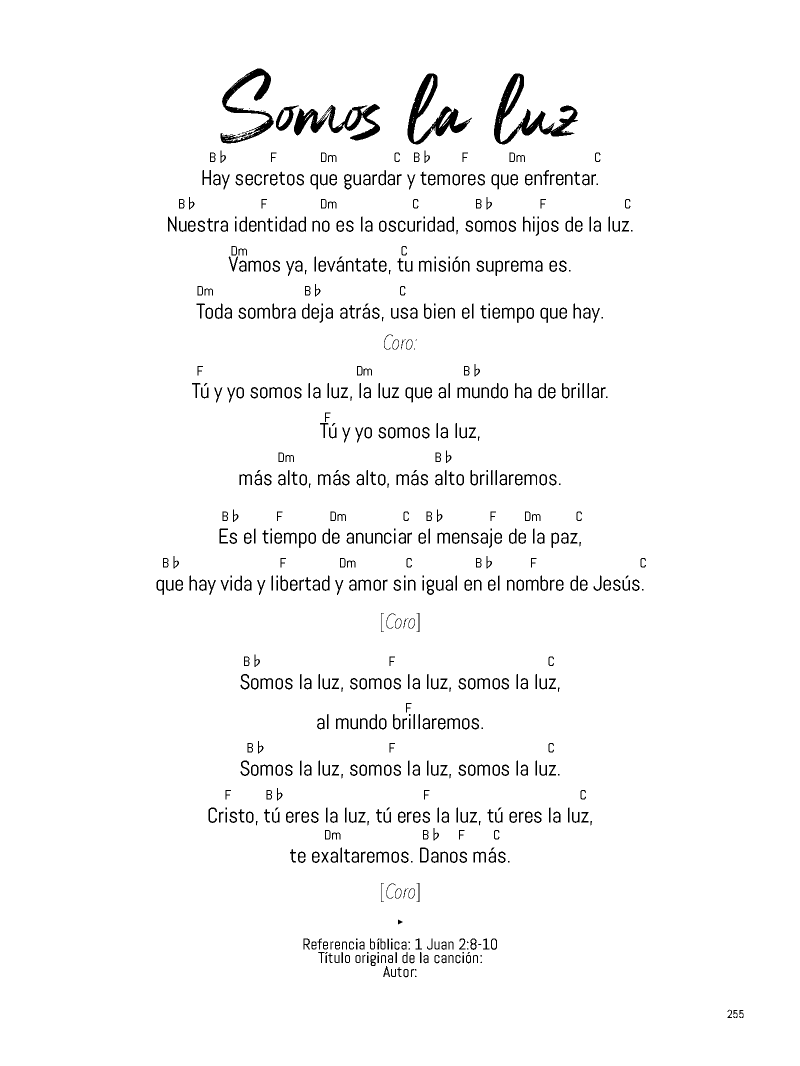 Somos la luz
B♭ F Dm C B♭ F Dm C
Hay secretos que guardar y temores que enfrentar.
B♭ F Dm C B♭ F C
Nuestra identidad no es la oscuridad, somos hijos de la luz.
Dm C
Vamos ya, levántate, tu misión suprema es.
Dm B♭ C
Toda sombra deja atrás, usa bien el tiempo que hay.
Coro:
F Dm B♭
Tú y yo somos la luz, la luz que al mundo ha de brillar.
F
Tú y yo somos la luz,
Dm B♭
más alto, más alto, más alto brillaremos.
B♭ F Dm C B♭ F Dm C
Es el tiempo de anunciar el mensaje de la paz,
B♭ F Dm C B♭ F C
que hay vida y libertad y amor sin igual en el nombre de Jesús.
[Coro]
B♭ F C
Somos la luz, somos la luz, somos la luz,
F
al mundo brillaremos.
B♭ F C
Somos la luz, somos la luz, somos la luz.
F B♭ F C
Cristo, tú eres la luz, tú eres la luz, tú eres la luz,
Dm B♭ F C
te exaltaremos. Danos más.
[Coro]
Referencia bíblica: 1 Juan 2:8-10
Título original de la canción:
Autor:
255